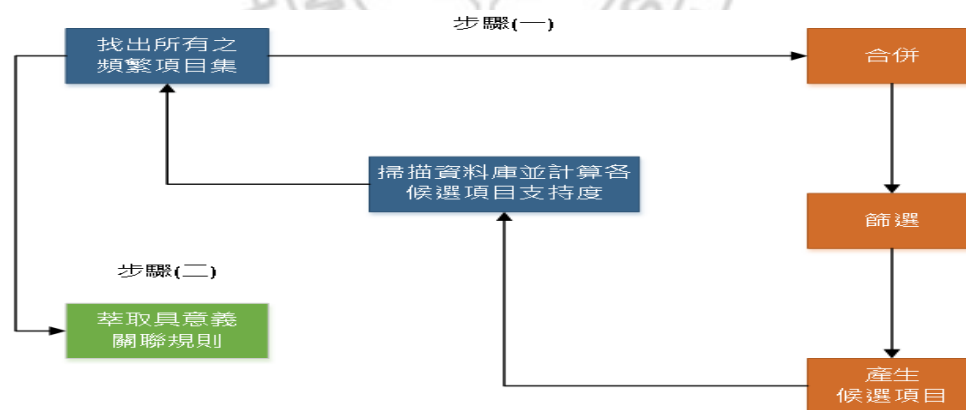 步驟(一)
找出所有之
頻繁項目集
合併
掃描資料庫並計算各
候選項目支持度
篩選
步驟(二)
萃取具意義
關聯規則
產生
候選項目